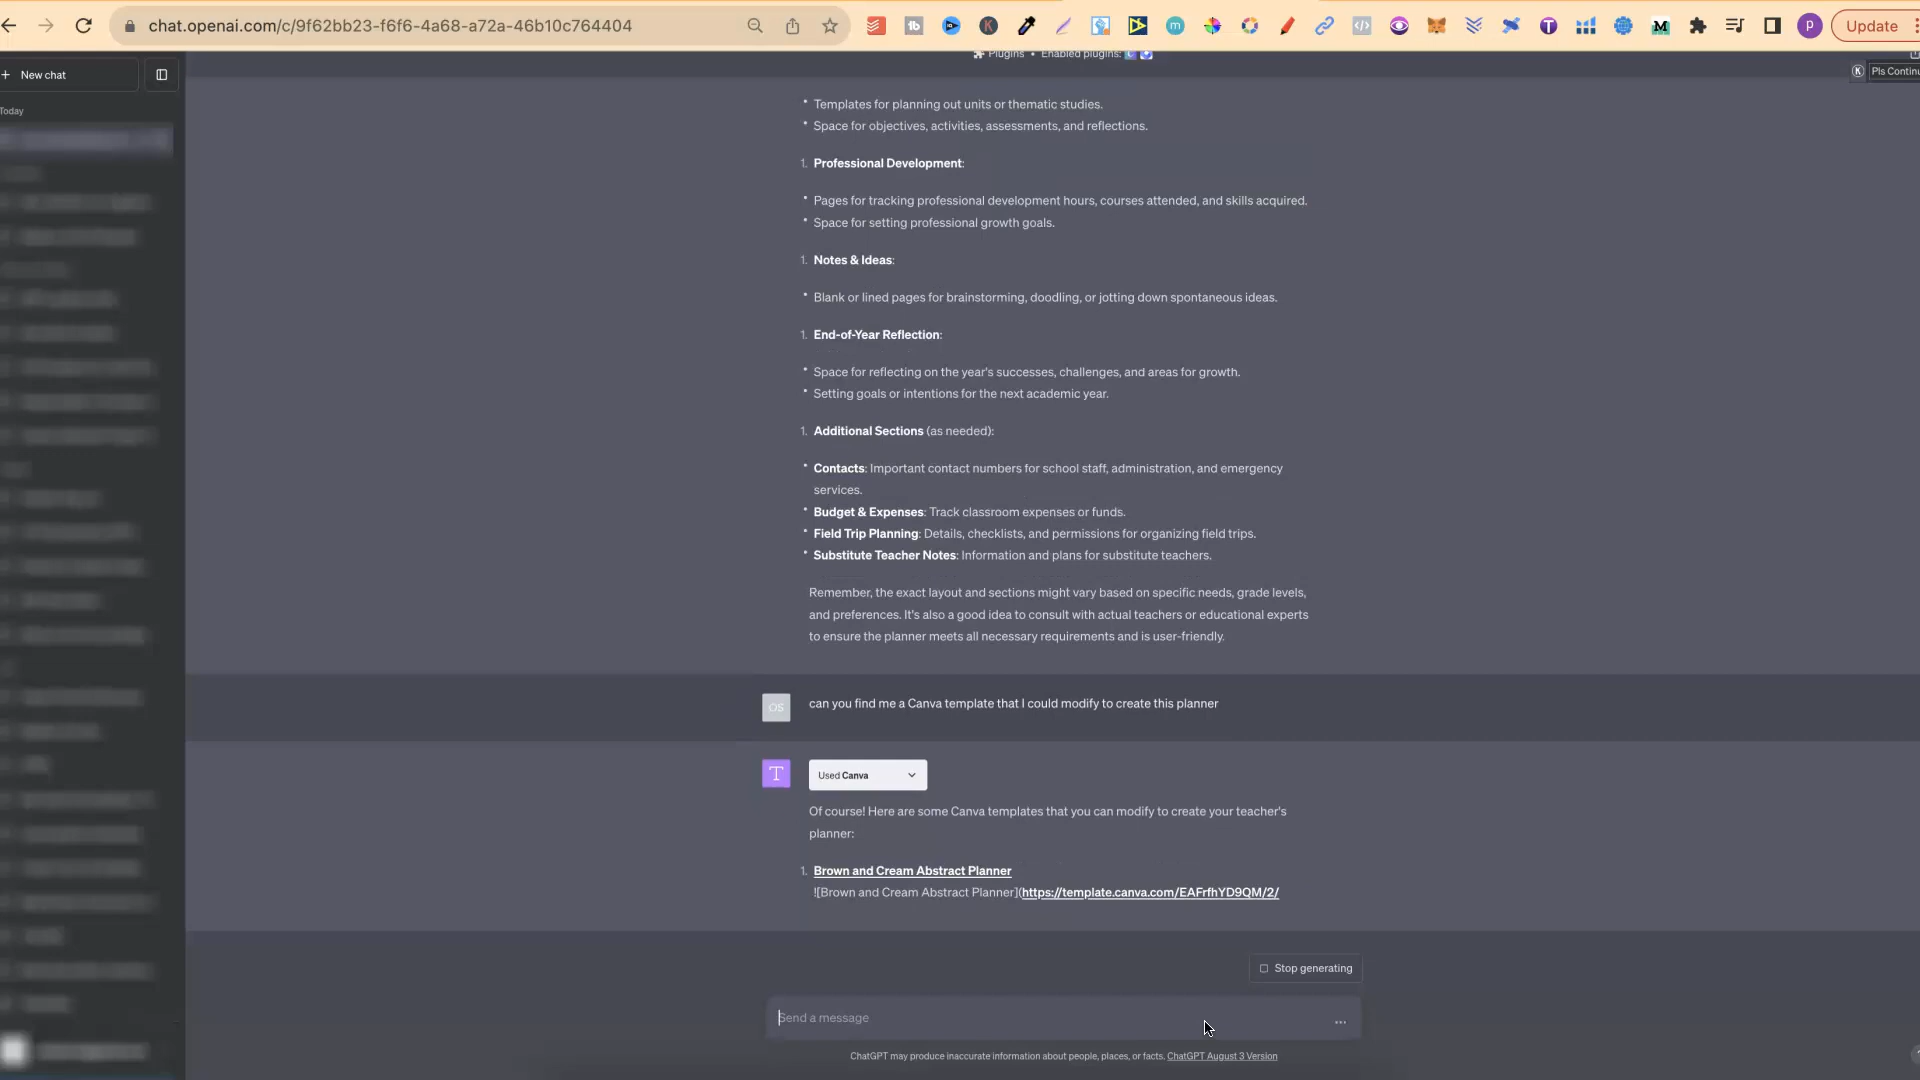 chat.openai.com/c/9f62bb23-f6f6-4a68-a72a-46b10c764404
Update
New chat
Plugins • Enabled plugins:
Pls Continu
Today
• Templates for planning out units or thematic studies.
• Space for objectives, activities, assessments, and reflections.
1. Professional Development:
• Pages for tracking professional development hours, courses attended, and skills acquired.
• Space for setting professional growth goals.
1. Notes & Ideas:
• Blank or lined pages for brainstorming, doodling, or jotting down spontaneous ideas.
1. End-of-Year Reflection:
• Space for reflecting on the year's successes, challenges, and areas for growth.
• Setting goals or intentions for the next academic year.
1. Additional Sections (as needed):
• Contacts: Important contact numbers for school staff, administration, and emergency
services.
• Budget & Expenses: Track classroom expenses or funds.
• Field Trip Planning: Details, checklists, and permissions for organizing field trips.
• Substitute Teacher Notes: Information and plans for substitute teachers.
Remember, the exact layout and sections might vary based on specific needs, grade levels,
and preferences. It's also a good idea to consult with actual teachers or educational experts
to ensure the planner meets all necessary requirements and is user-friendly.
OS
can you find me a Canva template that I could modify to create this planner
T
Used Canva
Of course! Here are some Canva templates that you can modify to create your teacher's
planner:
1. Brown and Cream Abstract Planner
![Brown and Cream Abstract Planner](https://template.canva.com/EAFrfhYD9QM/2/
Stop generating
Send a message
ChatGPT may produce inaccurate information about people, places, or facts. ChatGPT August 3 Version